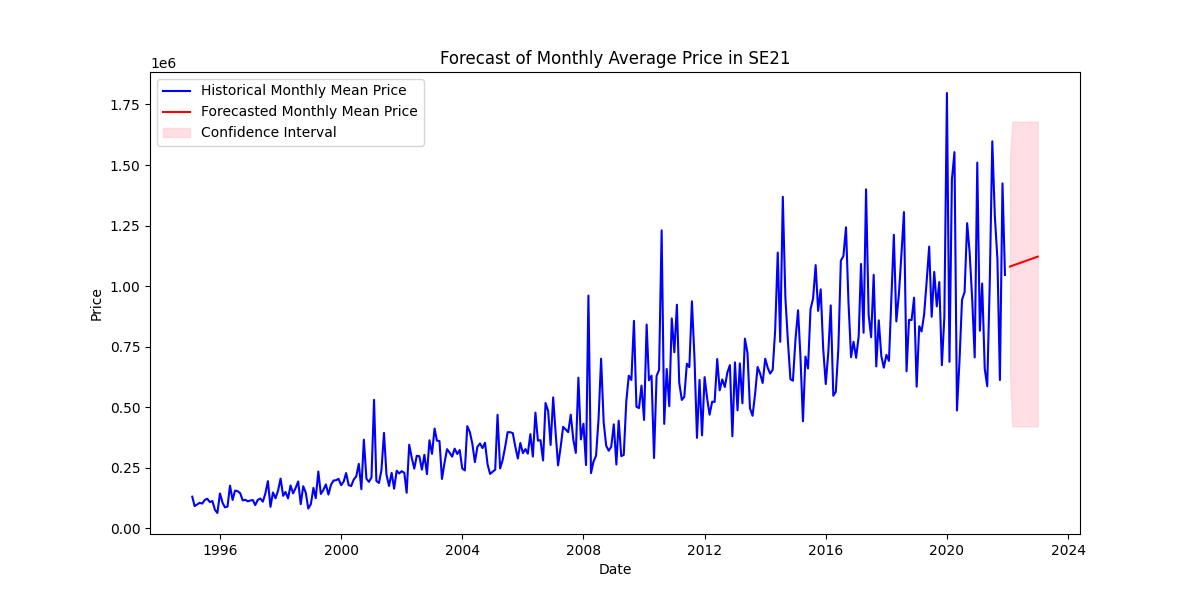 Forecast of Monthly Average Price in SE21
1e6
Historical Monthly Mean Price
Forecasted Monthly Mean Price
Confidence Interval
1.75
1.50
1.25
1.00
0.75
0.50
0.25
0.00
Price
1996 2000 2004 2008 2012 2016 2020 2024
Date